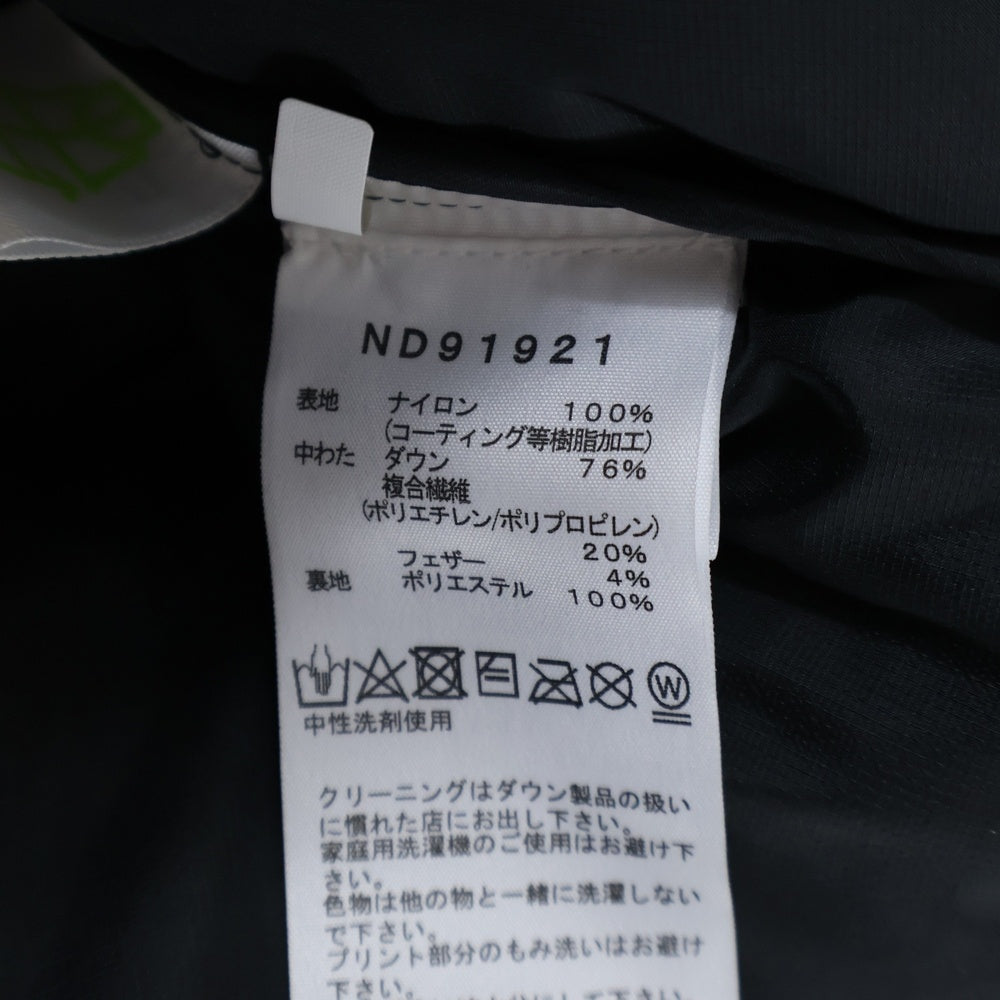 ND91921
表地 ナイロン 100%
(コーティング等樹脂加工)
中わた ダウン 76%
複合繊維
(ポリエチレン/ポリプロピレン)
20%
フェザー 4%
裏地 ポリエステル 100%
W
中性洗剤使用
クリーニングはダウン製品の扱い
に慣れた店にお出し下さい。
家庭用洗濯機のご使用はお避け下
さい。
色物は他の物と一緒に洗濯しない
で下さい。
プリント部分のもみ洗いはお避け
下さい。